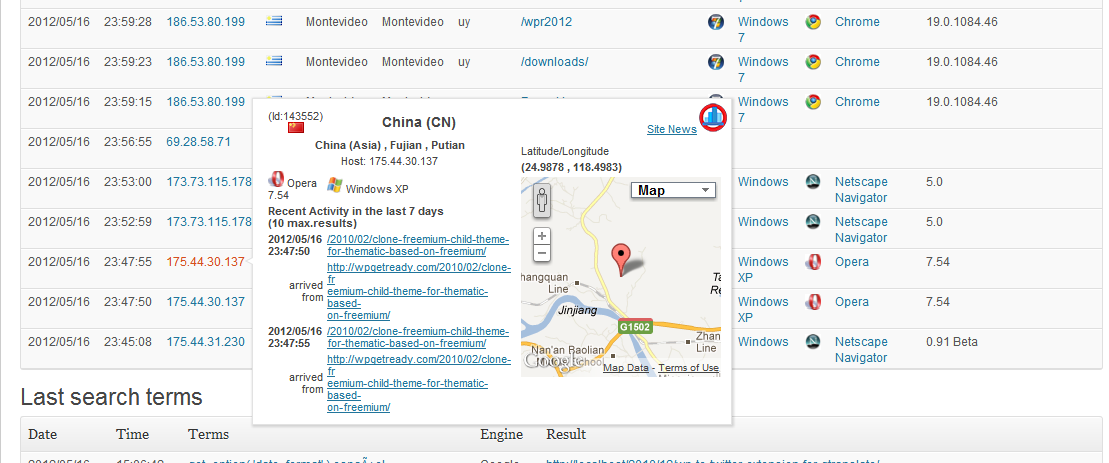 2012/05/16 23:59:28 186.53.80.199 Montevideo Montevideo uy /wpr2012 Windows 7 Chrome 19.0.1084.46
2012/05/16 23:59:23 186.53.80.199 Montevideo Montevideo uy /downloads/ Windows 7 Chrome 19.0.1084.46
2012/05/16 23:59:15 186.53.80.199 Windows 7 Chrome 19.0.1084.46
2012/05/16 23:56:55 69.28.58.71
2012/05/16 23:53:00 173.73.115.178 Windows Netscape Navigator 5.0
2012/05/16 23:52:59 173.73.115.178 Windows Netscape Navigator 5.0
2012/05/16 23:47:55 175.44.30.137 Windows XP Opera 7.54
2012/05/16 23:47:50 175.44.30.137 Windows XP Opera 7.54
2012/05/16 23:45:08 175.44.31.230 Windows Netscape Navigator 0.91 Beta
(Id:143552)
China (CN)
Site News
China (Asia) , Fujian , Putian
Host: 175.44.30.137
Opera 7.54
Windows XP
Recent Activity in the last 7 days
(10 max.results)
2012/05/16 /2010/02/clone-freemium-child-theme-
23:47:50 for-thematic-based-on-freemium/
http://wpgetready.com/2010/02/clone-
fr
arrived eemium-child-theme-for-thematic-
from based-
on-freemium/
2012/05/16 /2010/02/clone-freemium-child-theme-
23:47:55 for-thematic-based-on-freemium/
http://wpgetready.com/2010/02/clone-
fr
arrived eemium-child-theme-for-thematic-
from based-
on-freemium/
Latitude/Longitude
(24.9878 , 118.4983)
Map
hangquan
Line
Jinjiang
G1502
Zhan
Line
Nan'an Baolian
School
Google
Map Data - Terms of Use
Last search terms
Date Time Terms Engine Result